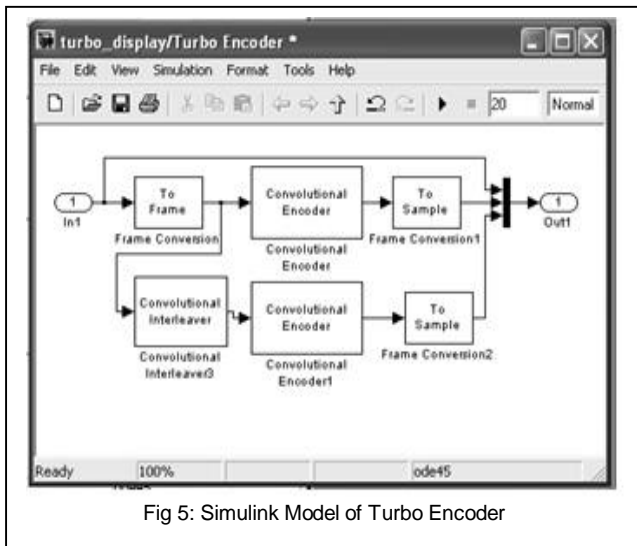 turbo_display/Turbo Encoder *
File Edit View Simulation Format Tools Help
20 Normal
1
In1
To
Frame
Frame Conversion
Convolutional
Encoder
Convolutional
Encoder
To
Sample
Frame Conversion1
1
Out1
Convolutional
Interleaver
Convolutional
Interleaver3
Convolutional
Encoder
Convolutional
Encoder1
To
Sample
Frame Conversion2
Ready 100% ode45
Fig 5: Simulink Model of Turbo Encoder